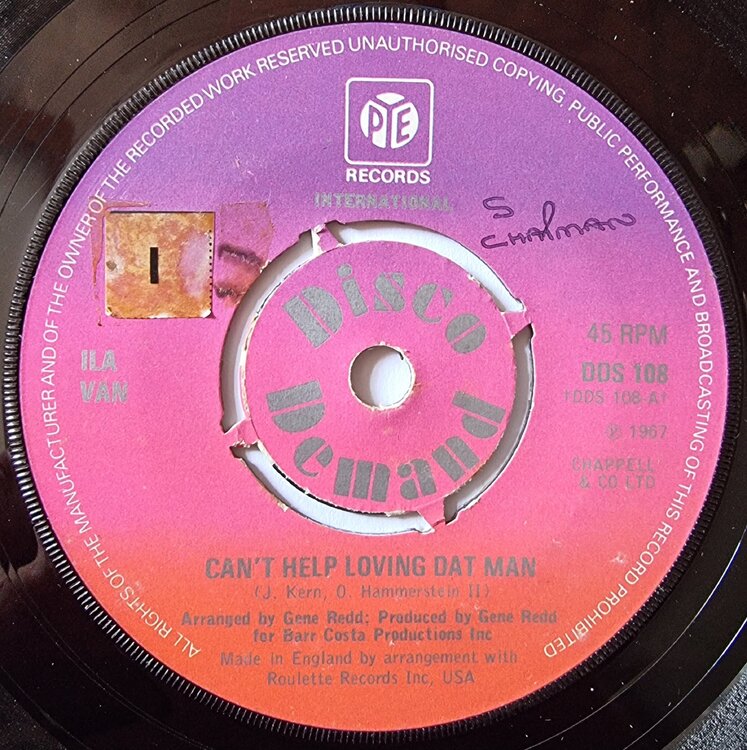 ALL RIGHTS OF THE MANUFACTURER AND OF THE OWNER OF THE RECORDED WORK RESERVED UNAUTHORISED COPYING, PUBLIC PERFORMANCE AND BROADCASTING OF THIS RECORD PROHIBITED
PYE
RECORDS
INTERNATIONAL
S
CHAPMAN
I
Disco
Demand
ILA
VAN
45 RPM
DDS 108
(DDS 108 A)
℗ 1967
CHAPPELL
& CO LTD
CAN'T HELP LOVING DAT MAN
(J. Kern, O. Hammerstein II)
Arranged by Gene Redd: Produced by Gene Redd
for Barr Costa Productions Inc
Made in England by arrangement with
Roulette Records Inc, USA